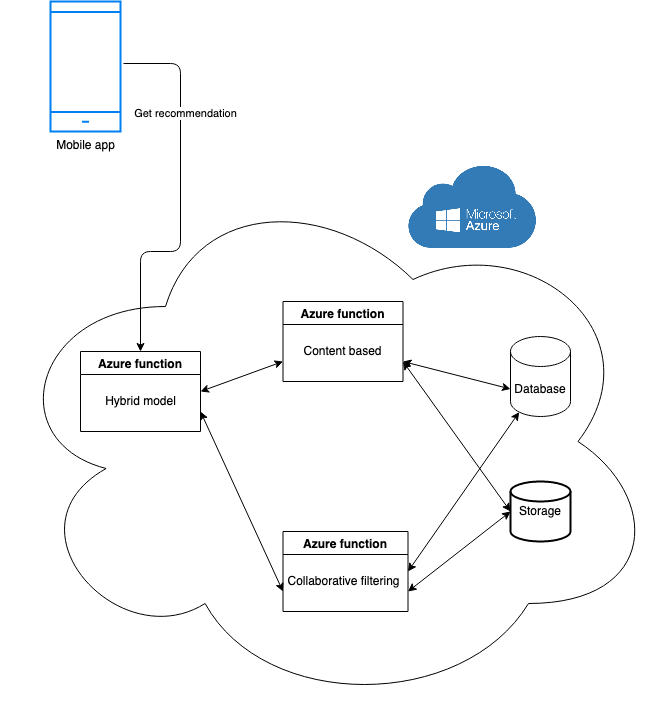 Get recommendation
Mobile app
Microsoft
Azure
Azure function
Content based
Azure function
Hybrid model
Database
Storage
Azure function
Collaborative filtering